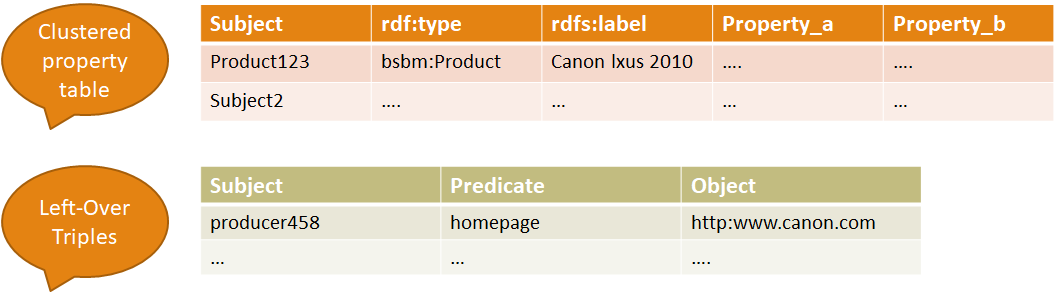 Clustered
property
table
Subject rdf:type rdfs:label Property_a Property_b
Product123 bsbm:Product Canon Ixus 2010 .... ....
Subject2 .... ... ... ...
Left-Over
Triples
Subject Predicate Object
producer458 homepage http:www.canon.com
... ... ....